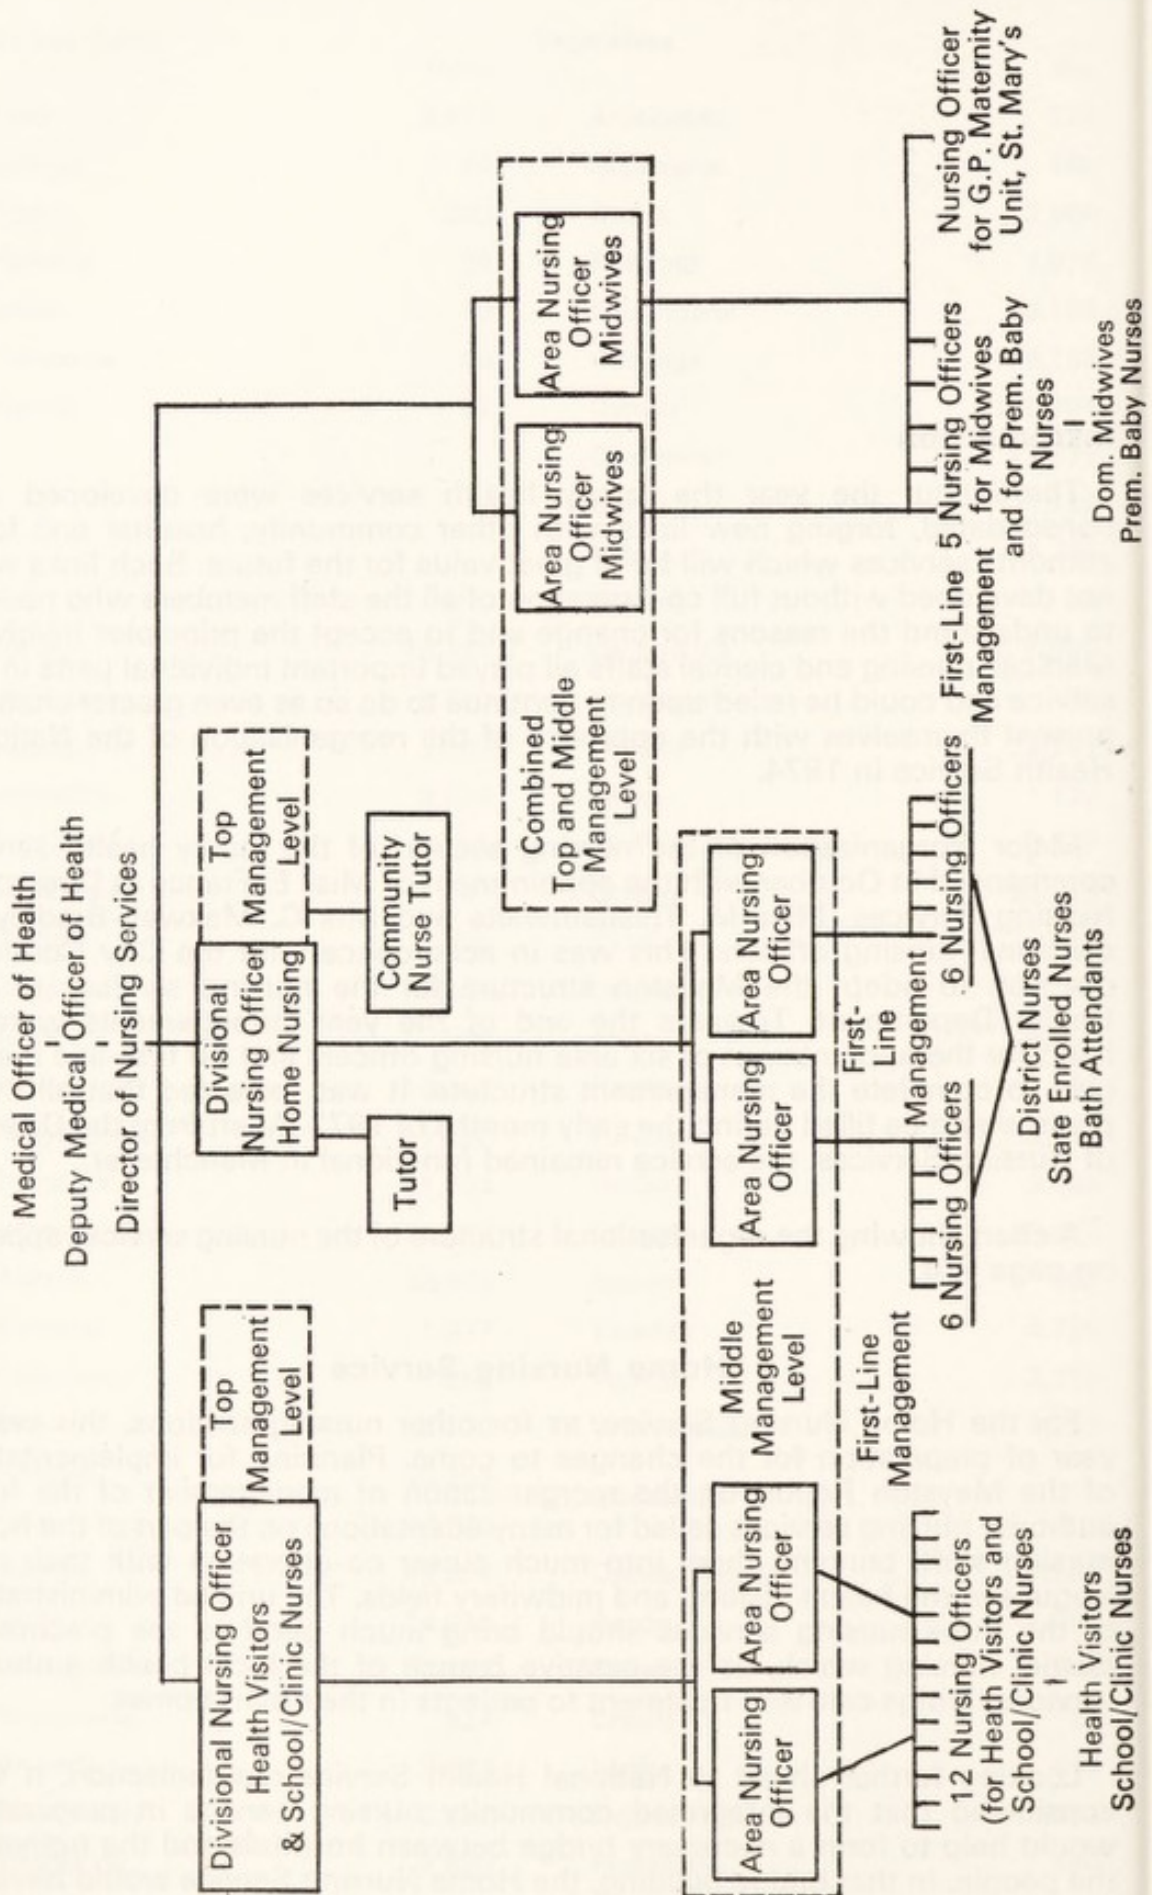 Medical Officer of Health
Deputy Medical Officer of Health
Director of Nursing Services
Divisional Nursing Officer
Health Visitors
& School/Clinic Nurses
Top
Management
Level
Divisional
Nursing Officer
Home Nursing
Top
Management
Level
Tutor
Community
Nurse Tutor
Combined
Top and Middle
Management
Level
Area Nursing
Officer
Midwives
Area Nursing
Officer
Midwives
Area Nursing
Officer
Area Nursing
Officer
Middle
Management
Level
Area Nursing
Officer
Area Nursing
Officer
First-Line
Management
First-
Line
Management
12 Nursing Officers
(for Heath Visitors and
School/Clinic Nurses
Health Visitors
School/Clinic Nurses
6 Nursing Officers
6 Nursing Officers
District Nurses
State Enrolled Nurses
Bath Attendants
First-Line
Management
5 Nursing Officers
for Midwives
and for Prem. Baby
Nurses
Dom. Midwives
Prem. Baby Nurses
Nursing Officer
for G.P. Maternity
Unit, St. Mary's